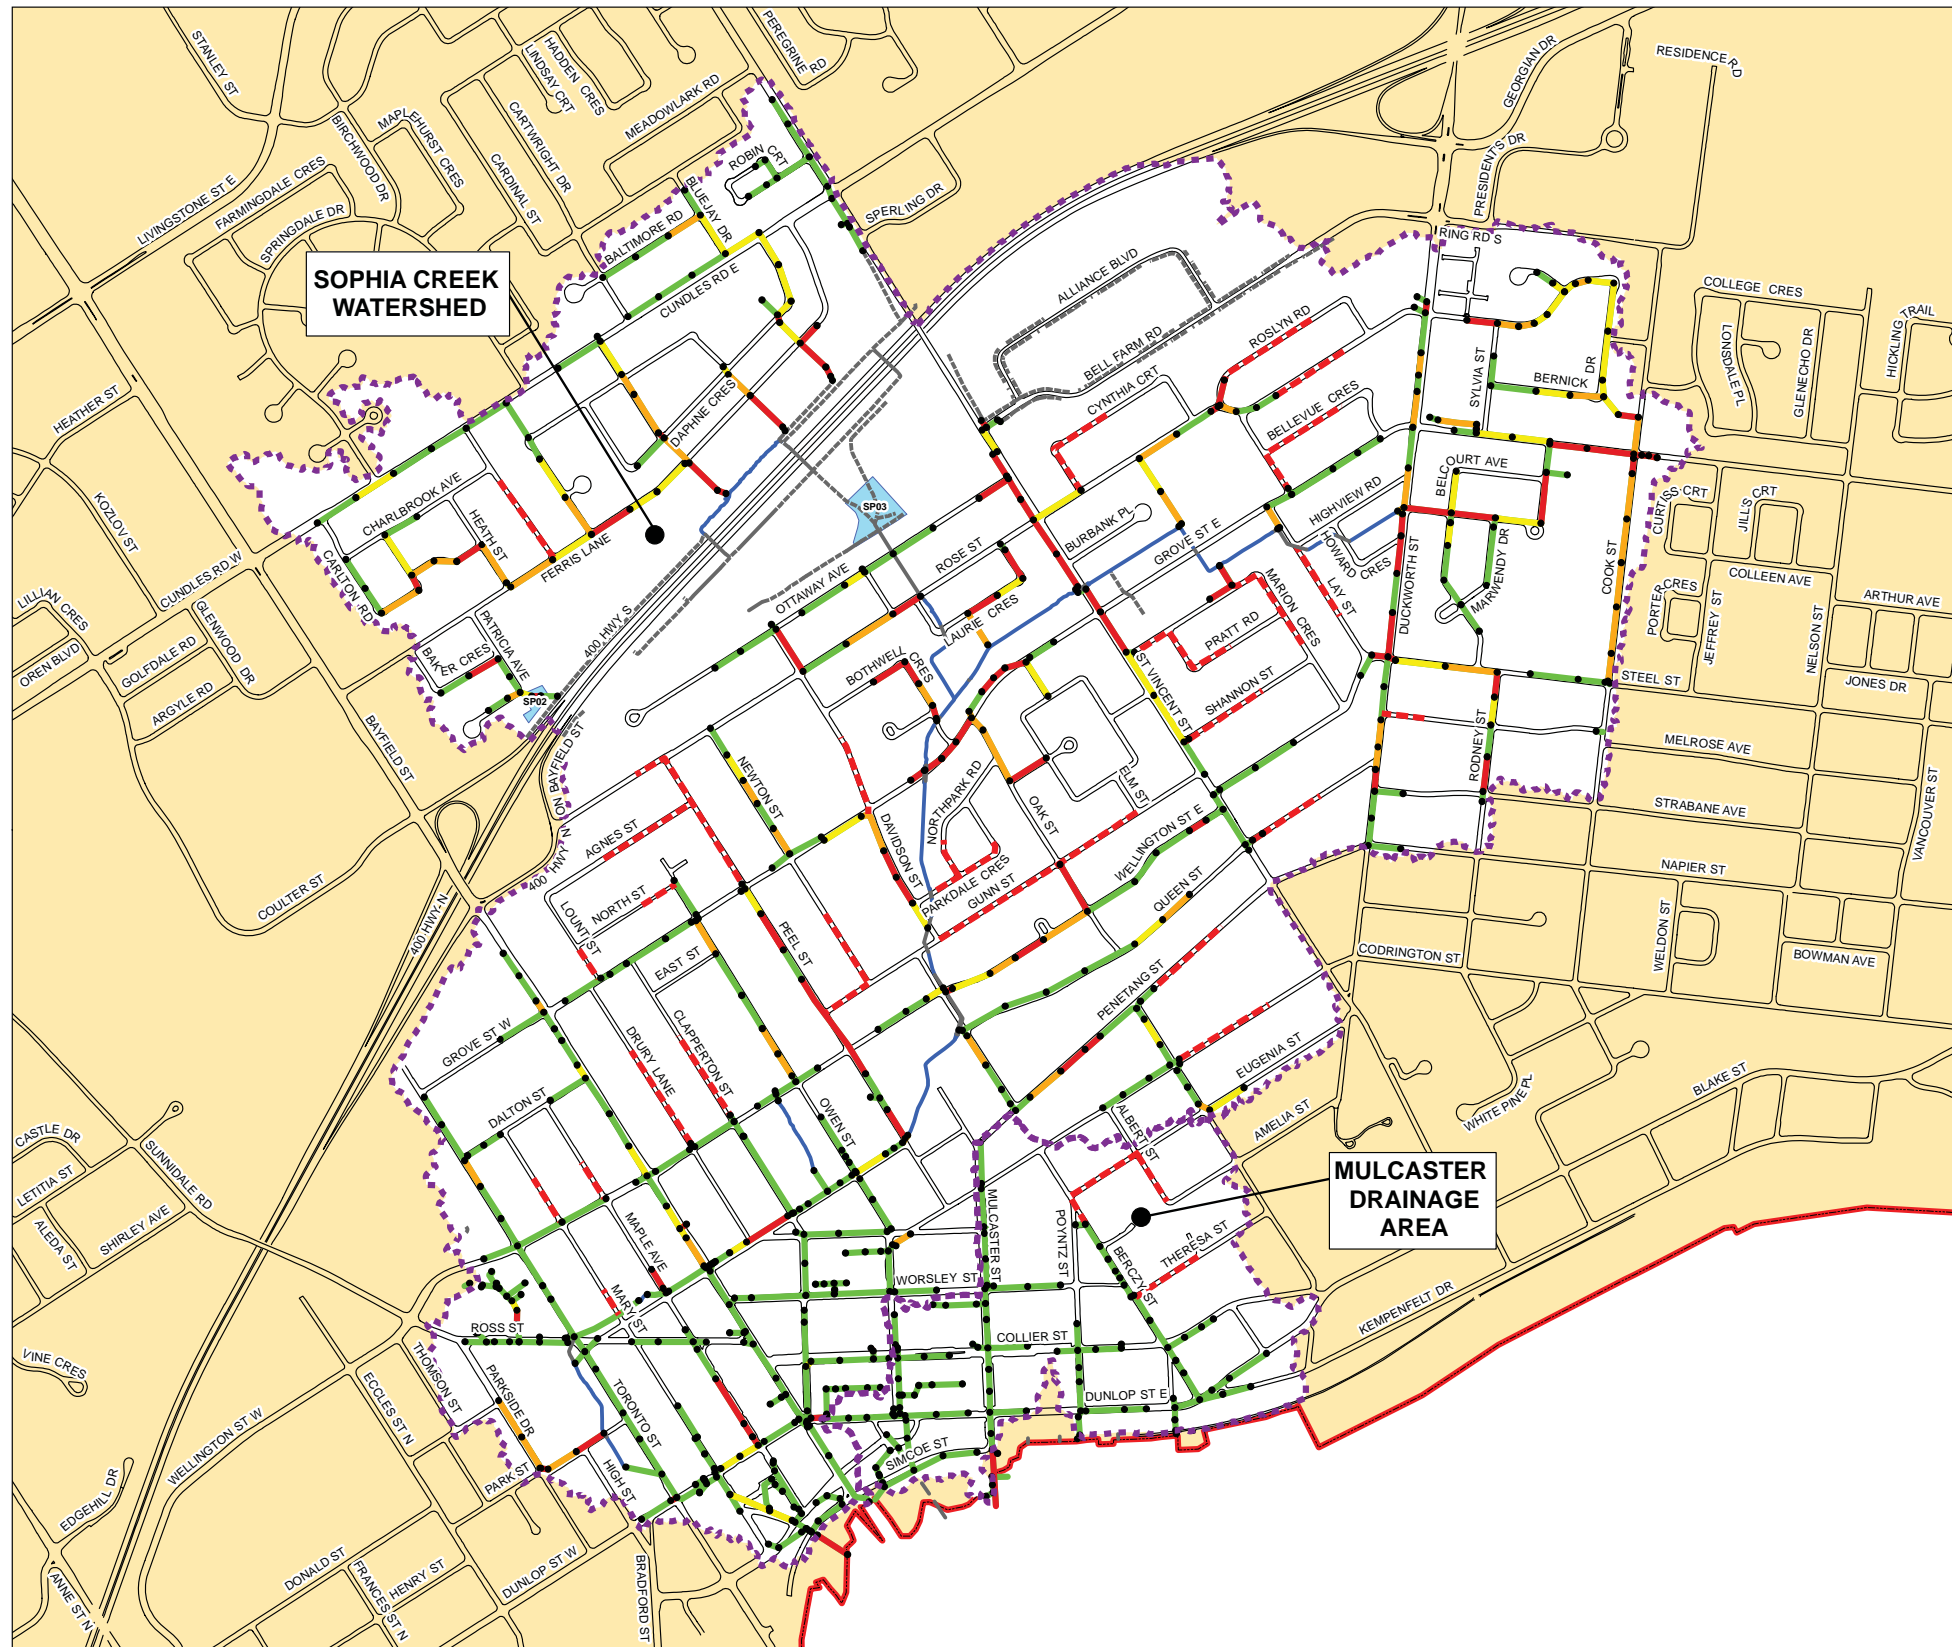 STANLEY ST
LINDSAY CRT
HADDEN CRES
PEREGRINE RD
MEADOWLARK RD
CARTWRIGHT DR
CARDINAL ST
MAPLEHURST CRES
BIRCHWOOD DR
LIVINGSTONE ST E
FARMINGDALE CRES
SPRINGDALE DR
GEORGIAN DR
RESIDENCE RD
PRESIDENT'S DR
RING RD S
ROBIN CRT
BLUEJAY DR
BALTIMORE RD
SPERLING DR
CUNDLES RD E
SOPHIA CREEK
WATERSHED
ALLIANCE BLVD
BELL FARM RD
ROSLYN RD
CYNTHIA CRT
BELLEVUE CRES
SYLVIA ST
BERNICK DR
COLLEGE CRES
LONSDALE PL
GLENECHO DR
HICKLING TRAIL
HEATHER ST
DAPHNE CRES
CHARLBROOK AVE
HEATH ST
FERRIS LANE
CARLTON RD
KOZLOV ST
CUNDLES RD W
LILLIAN CRES
OREN BLVD
GOLFDALE RD
GLENWOOD DR
ARGYLE RD
BAKER CRES
PATRICIA AVE
400 HWY S
SP02
SP03
BELCOURT AVE
HIGHVIEW RD
HOWARD CRES
BURBANK PL
GROVE ST E
ROSE ST
OTTAWAY AVE
LAURIE CRES
BOTHWELL CRES
MARION CRES
LAY ST
PRATT RD
SHANNON ST
ST VINCENT ST
DUCKWORTH ST
MARWENDY DR
COOK ST
CURTISS CRT
JILL'S CRT
COLLEEN AVE
PORTER CRES
JEFFREY ST
NELSON ST
ARTHUR AVE
STEEL ST
JONES DR
RODNEY ST
MELROSE AVE
STRABANE AVE
VANCOUVER ST
NAPIER ST
BAYFIELD ST
400 HWY N ON BAYFIELD ST
COULTER ST
400 HWY N
NEWTON ST
AGNES ST
NORTH ST
LOUNT ST
EAST ST
PEEL ST
DAVIDSON ST
NORTHPARK RD
OAK ST
ELM ST
PARKDALE CRES
GUNN ST
WELLINGTON ST E
QUEEN ST
PENETANG ST
EUGENIA ST
CODRINGTON ST
WELDON ST
BOWMAN AVE
GROVE ST W
DRURY LANE
CLAPPERTON ST
DALTON ST
OWEN ST
ALBERT ST
AMELIA ST
WHITE PINE PL
BLAKE ST
CASTLE DR
LETITIA ST
SUNNIDALE RD
ALEDA ST
SHIRLEY AVE
MAPLE AVE
MARY ST
MULCASTER ST
POYNTZ ST
BERCZY ST
THERESA ST
MULCASTER
DRAINAGE
AREA
WORSLEY ST
COLLIER ST
KEMPENFELT DR
ROSS ST
THOMSON ST
PARKSIDE DR
TORONTO ST
DUNLOP ST E
SIMCOE ST
VINE CRES
ECCLES ST N
WELLINGTON ST W
PARK ST
HIGH ST
EDGEHILL DR
ANNE ST N
DONALD ST
FRANCES ST N
HENRY ST
DUNLOP ST W
BRADFORD ST